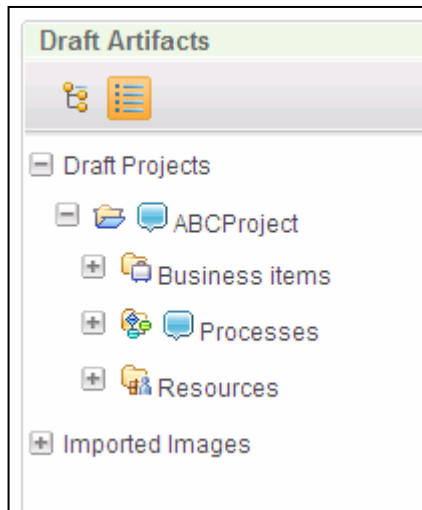 Draft Artifacts
Draft Projects
ABCProject
Business items
Processes
Resources
Imported Images